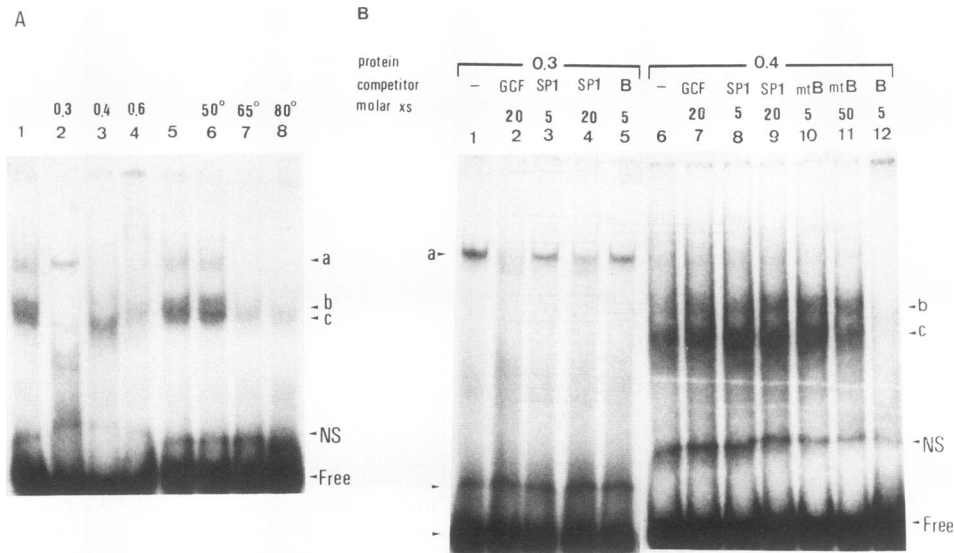 A
0.3 0.4 0.6 50° 65° 80°
1 2 3 4 5 6 7 8
a
b
c
NS
Free
B
protein 0.3 0.4
competitor – GCF SP1 SP1 B – GCF SP1 SP1 mtB mtB B
molar xs 20 5 20 5 20 5 20 5 50 5
1 2 3 4 5 6 7 8 9 10 11 12
a
b
c
NS
Free